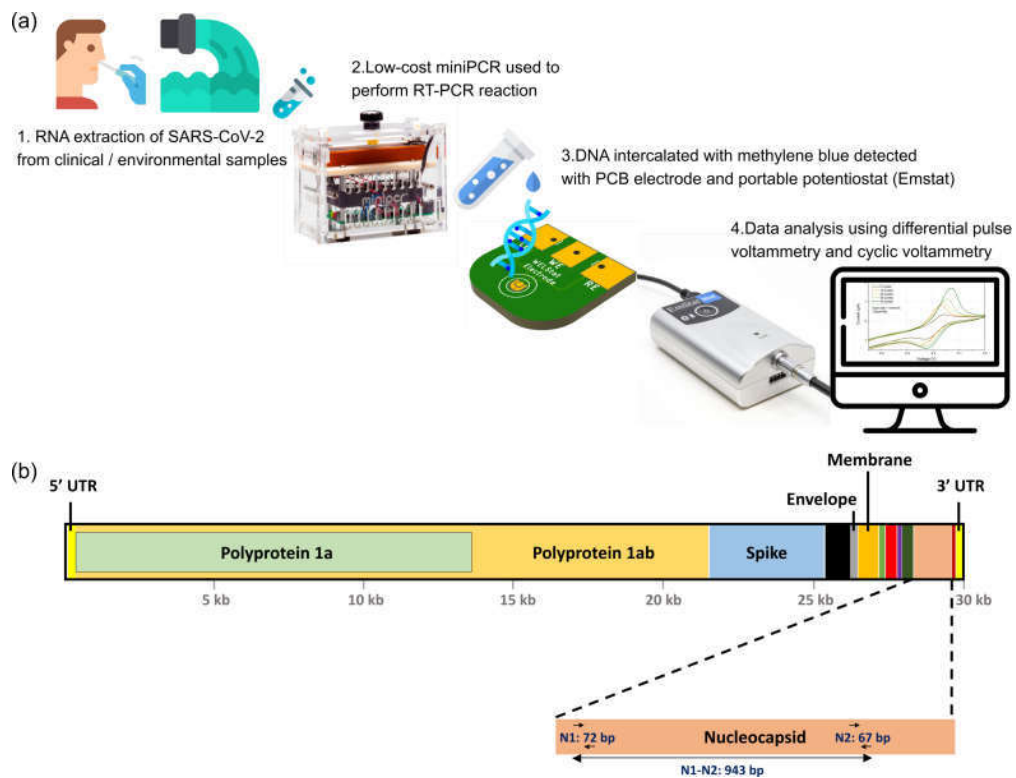 (a)
1. RNA extraction of SARS-CoV-2
from clinical / environmental samples
2.Low-cost miniPCR used to
perform RT-PCR reaction
3.DNA intercalated with methylene blue detected
with PCB electrode and portable potentiostat (Emstat)
WE
RE
WELStat
Electrode
4.Data analysis using differential pulse
voltammetry and cyclic voltammetry
(b)
Membrane
5' UTR
Envelope
3' UTR
Polyprotein 1a
Polyprotein 1ab
Spike
5 kb
10 kb
15 kb
20 kb
25 kb
30 kb
Nucleocapsid
N1: 72 bp
N2: 67 bp
N1-N2: 943 bp